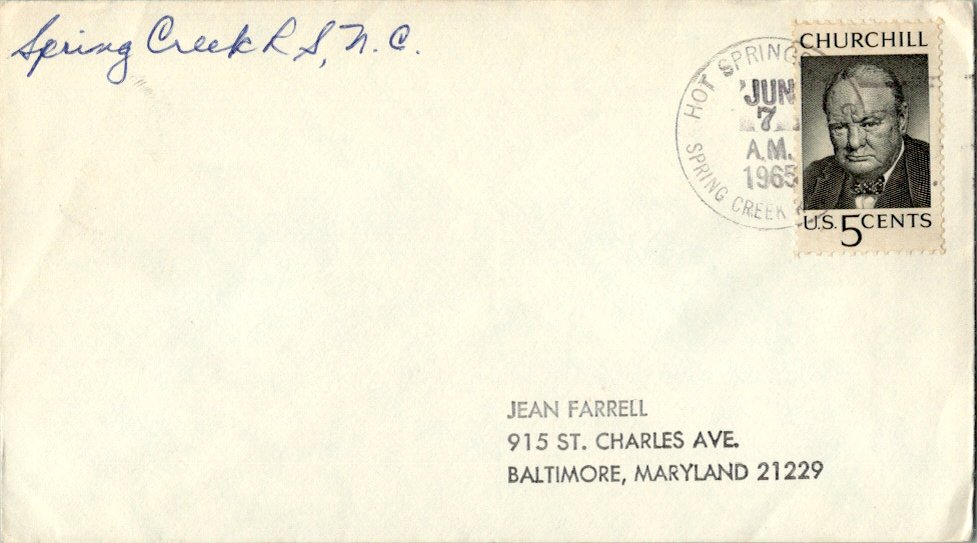 Spring Creek R S, N. C.
HOT SPRINGS
JUN
7
A.M.
1965
SPRING CREEK
CHURCHILL
U.S. 5 CENTS
JEAN FARRELL
915 ST. CHARLES AVE.
BALTIMORE, MARYLAND 21229